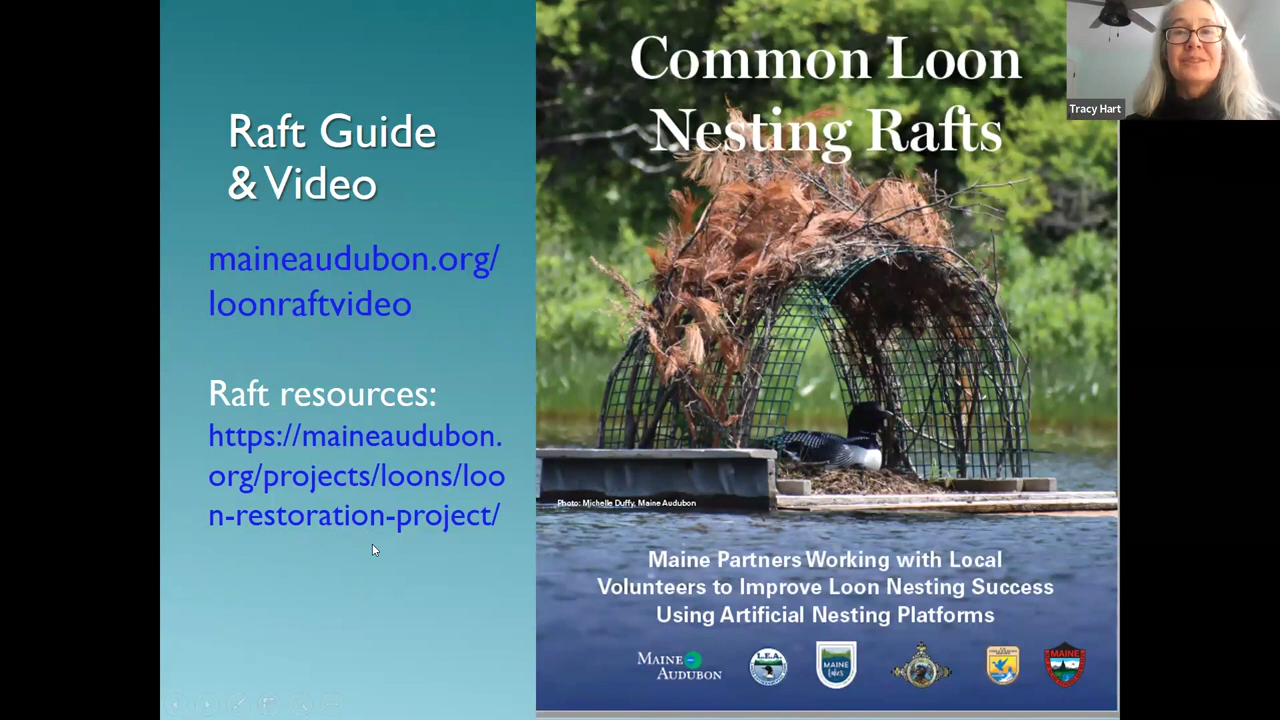 Raft Guide
& Video
maineaudubon.org/
loonraftvideo
Raft resources:
https://maineaudubon.
org/projects/loons/loo
n-restoration-project/
Common Loon
Nesting Rafts
Tracy Hart
Photo: Michelle Duffy, Maine Audubon
Maine Partners Working with Local
Volunteers to Improve Loon Nesting Success
Using Artificial Nesting Platforms
MAINE
AUDUBON
L.E.A.
MAINE
Lakes
MAINE